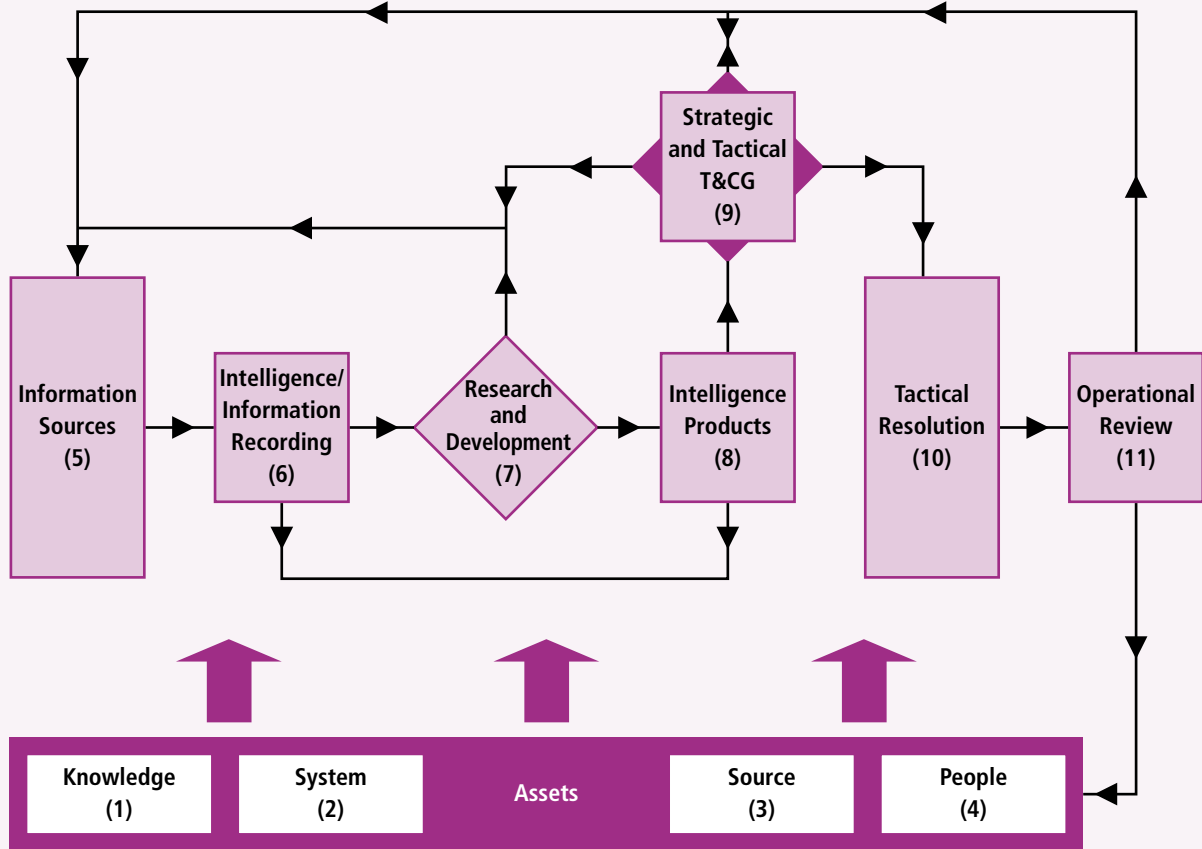 Strategic
and Tactical
T&CG
(9)
Information
Sources
(5)
Intelligence/
Information
Recording
(6)
Research
and
Development
(7)
Intelligence
Products
(8)
Tactical
Resolution
(10)
Operational
Review
(11)
Knowledge
(1)
System
(2)
Assets
Source
(3)
People
(4)